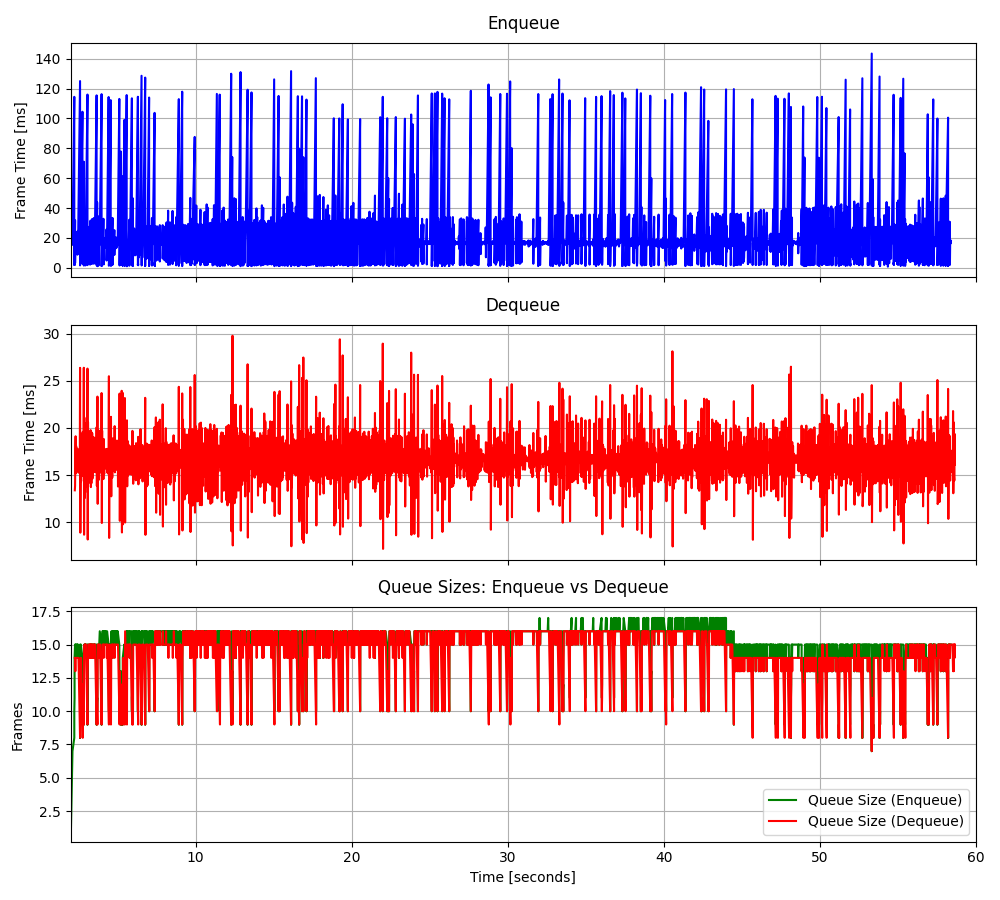 Enqueue
Frame Time [ms]
140
120
100
80
60
40
20
0
Dequeue
Frame Time [ms]
30
25
20
15
10
Queue Sizes: Enqueue vs Dequeue
Frames
17.5
15.0
12.5
10.0
7.5
5.0
2.5
Queue Size (Enqueue)
Queue Size (Dequeue)
10 20 30 40 50 60
Time [seconds]